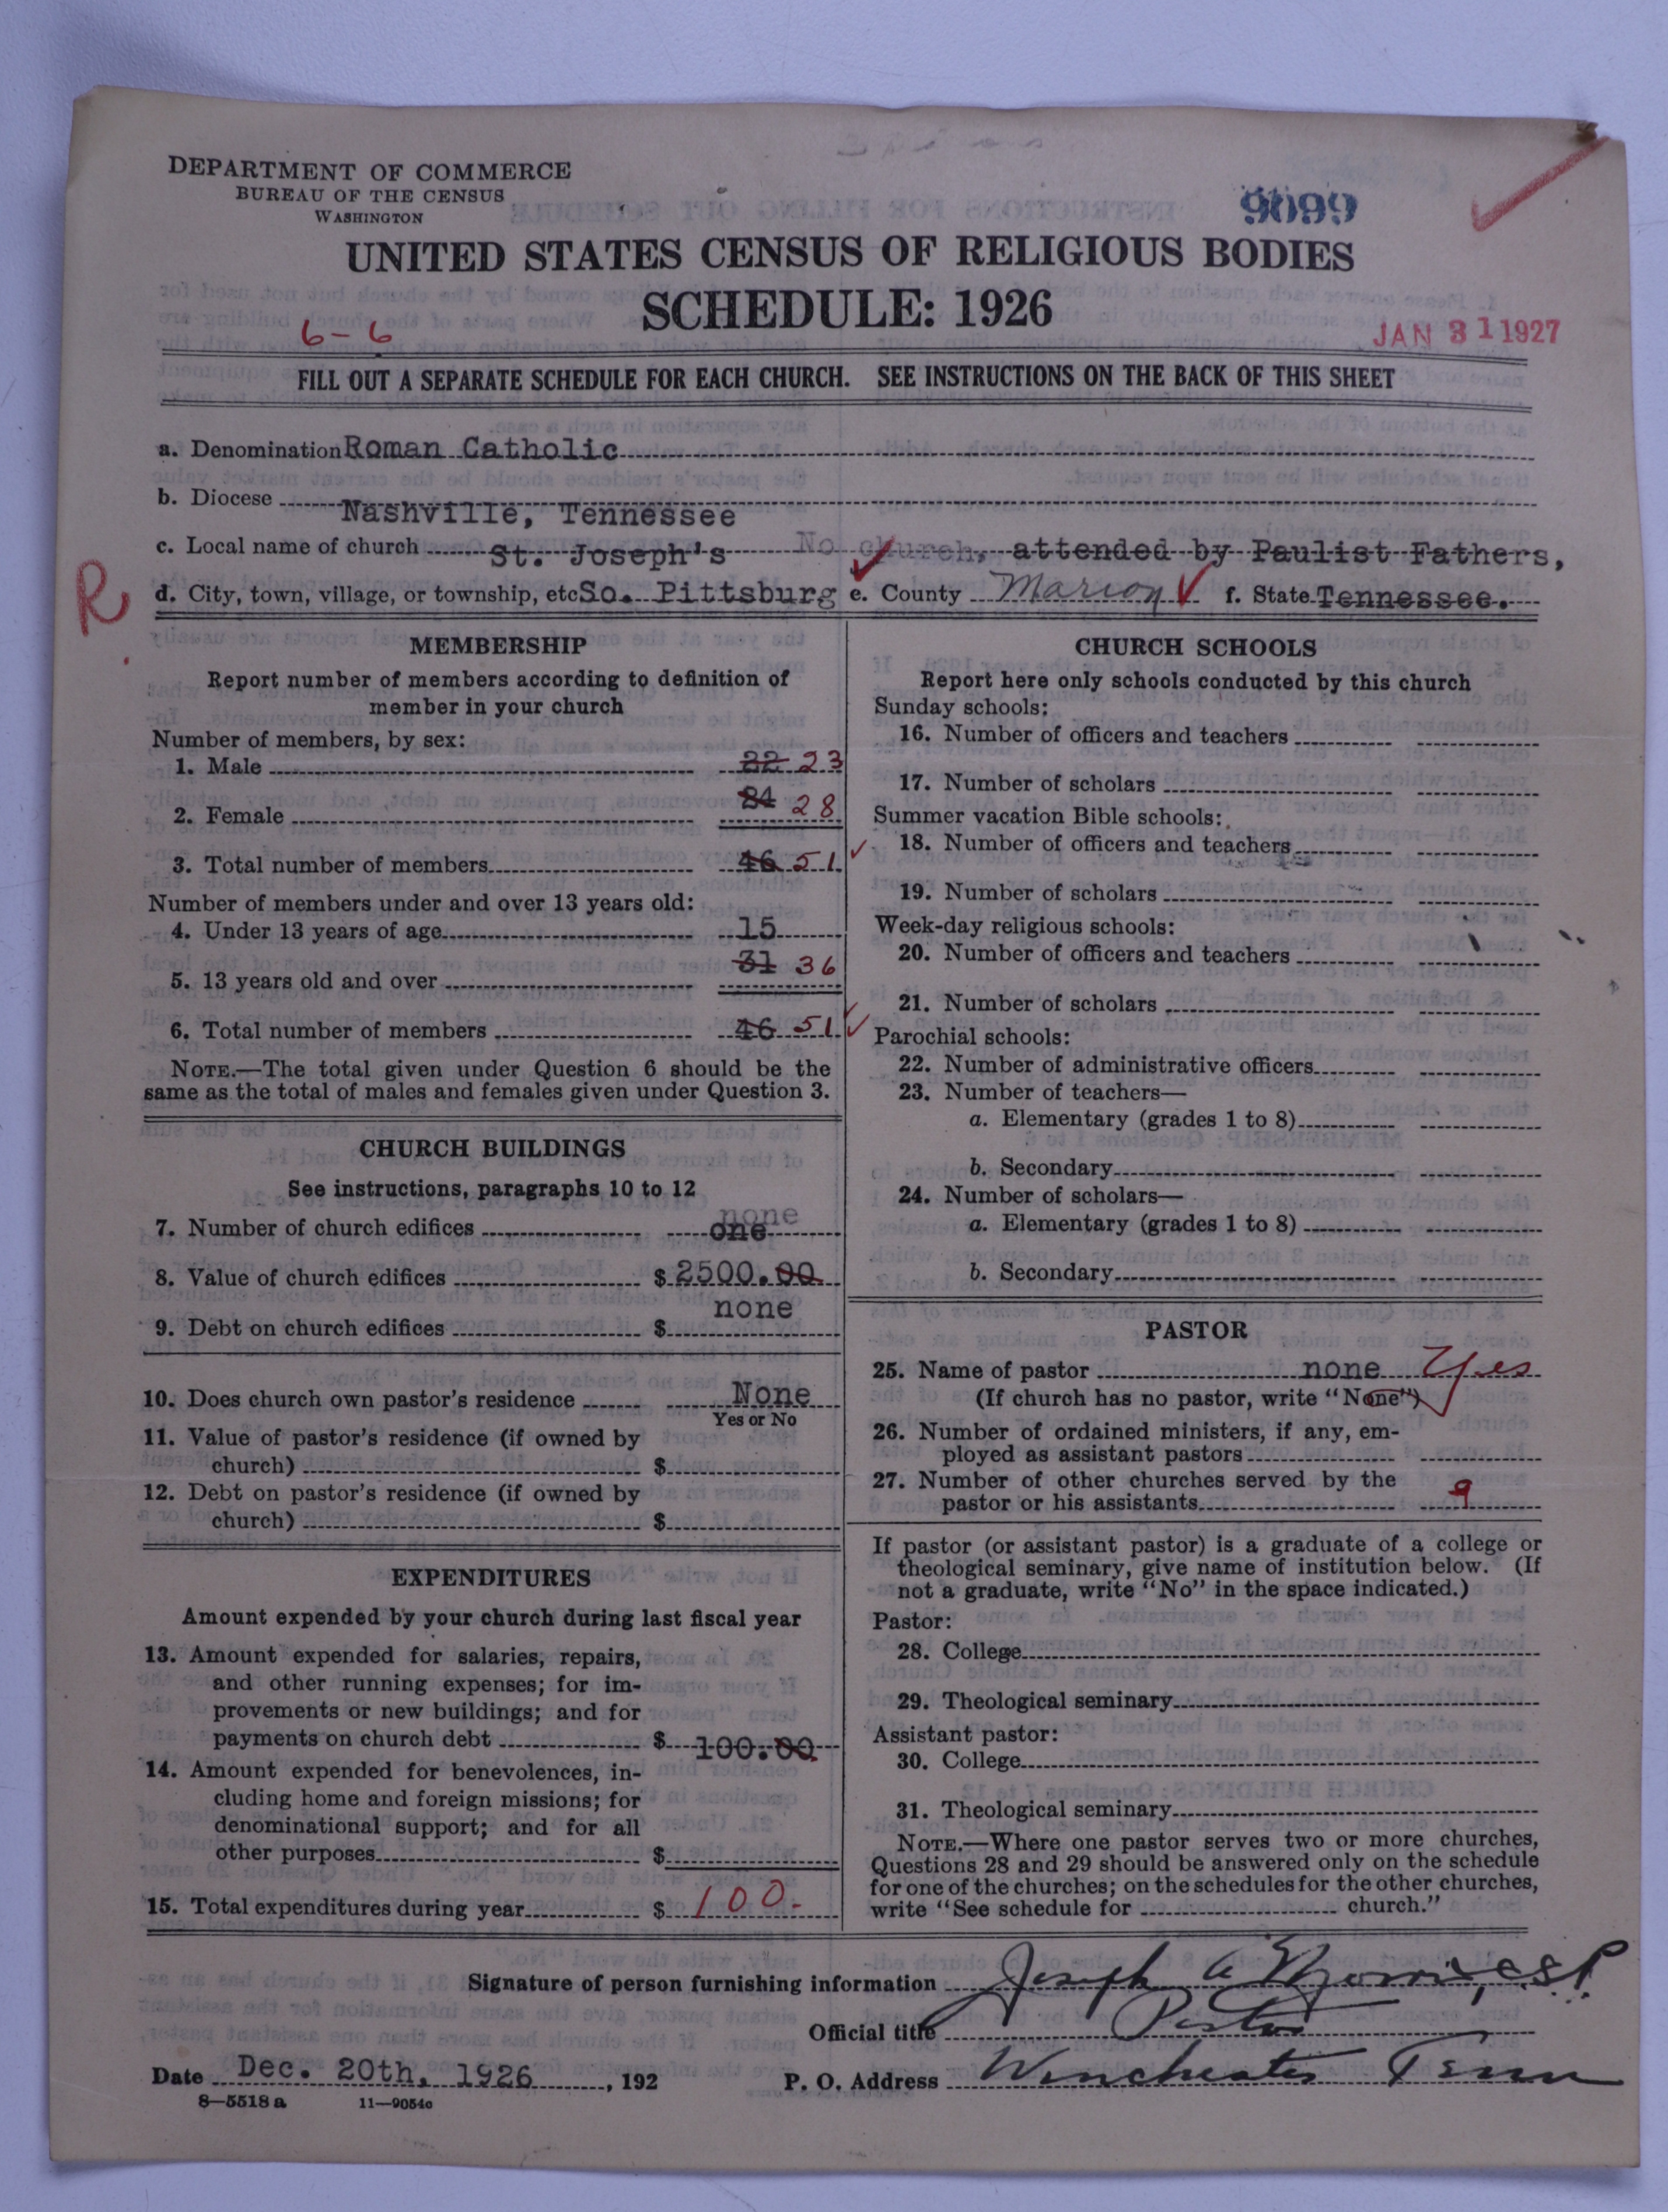 DEPARTMENT OF COMMERCE
BUREAU OF THE CENSUS
WASHINGTON
9099
UNITED STATES CENSUS OF RELIGIOUS BODIES
SCHEDULE: 1926
6-6
JAN 31 1927
FILL OUT A SEPARATE SCHEDULE FOR EACH CHURCH. SEE INSTRUCTIONS ON THE BACK OF THIS SHEET
a. Denomination Roman Catholic
b. Diocese Nashville, Tennessee
c. Local name of church St. Joseph's No church, attended by Paulist Fathers,
R
d. City, town, village, or township, etc So. Pittsburg e. County Marion f. State Tennessee.
MEMBERSHIP
Report number of members according to definition of
member in your church
Number of members, by sex:
1. Male 22 23
2. Female 24 28
3. Total number of members 46 51
Number of members under and over 13 years old:
4. Under 13 years of age 15
5. 13 years old and over 31 36
6. Total number of members 46 51
NOTE.—The total given under Question 6 should be the
same as the total of males and females given under Question 3.
CHURCH BUILDINGS
See instructions, paragraphs 10 to 12
7. Number of church edifices one none
8. Value of church edifices $ 2500.00
9. Debt on church edifices $ none
10. Does church own pastor's residence None
Yes or No
11. Value of pastor's residence (if owned by
church) $
12. Debt on pastor's residence (if owned by
church) $
EXPENDITURES
Amount expended by your church during last fiscal year
13. Amount expended for salaries, repairs,
and other running expenses; for im-
provements or new buildings; and for
payments on church debt $ 100.00
14. Amount expended for benevolences, in-
cluding home and foreign missions; for
denominational support; and for all
other purposes $
15. Total expenditures during year $ 100.-
CHURCH SCHOOLS
Report here only schools conducted by this church
Sunday schools:
16. Number of officers and teachers
17. Number of scholars
Summer vacation Bible schools:
18. Number of officers and teachers
19. Number of scholars
Week-day religious schools:
20. Number of officers and teachers
21. Number of scholars
Parochial schools:
22. Number of administrative officers
23. Number of teachers—
a. Elementary (grades 1 to 8)
b. Secondary
24. Number of scholars—
a. Elementary (grades 1 to 8)
b. Secondary
PASTOR
25. Name of pastor none Yes
(If church has no pastor, write "None")
26. Number of ordained ministers, if any, em-
ployed as assistant pastors
27. Number of other churches served by the
pastor or his assistants 9
If pastor (or assistant pastor) is a graduate of a college or
theological seminary, give name of institution below. (If
not a graduate, write "No" in the space indicated.)
Pastor:
28. College
29. Theological seminary
Assistant pastor:
30. College
31. Theological seminary
NOTE.—Where one pastor serves two or more churches,
Questions 28 and 29 should be answered only on the schedule
for one of the churches; on the schedules for the other churches,
write "See schedule for church."
Signature of person furnishing information Joseph A. , C.S.P.
Official title Pastor
Date Dec. 20th, 1926, 192 P. O. Address Winchester Tenn
8—5518 a 11—9054c